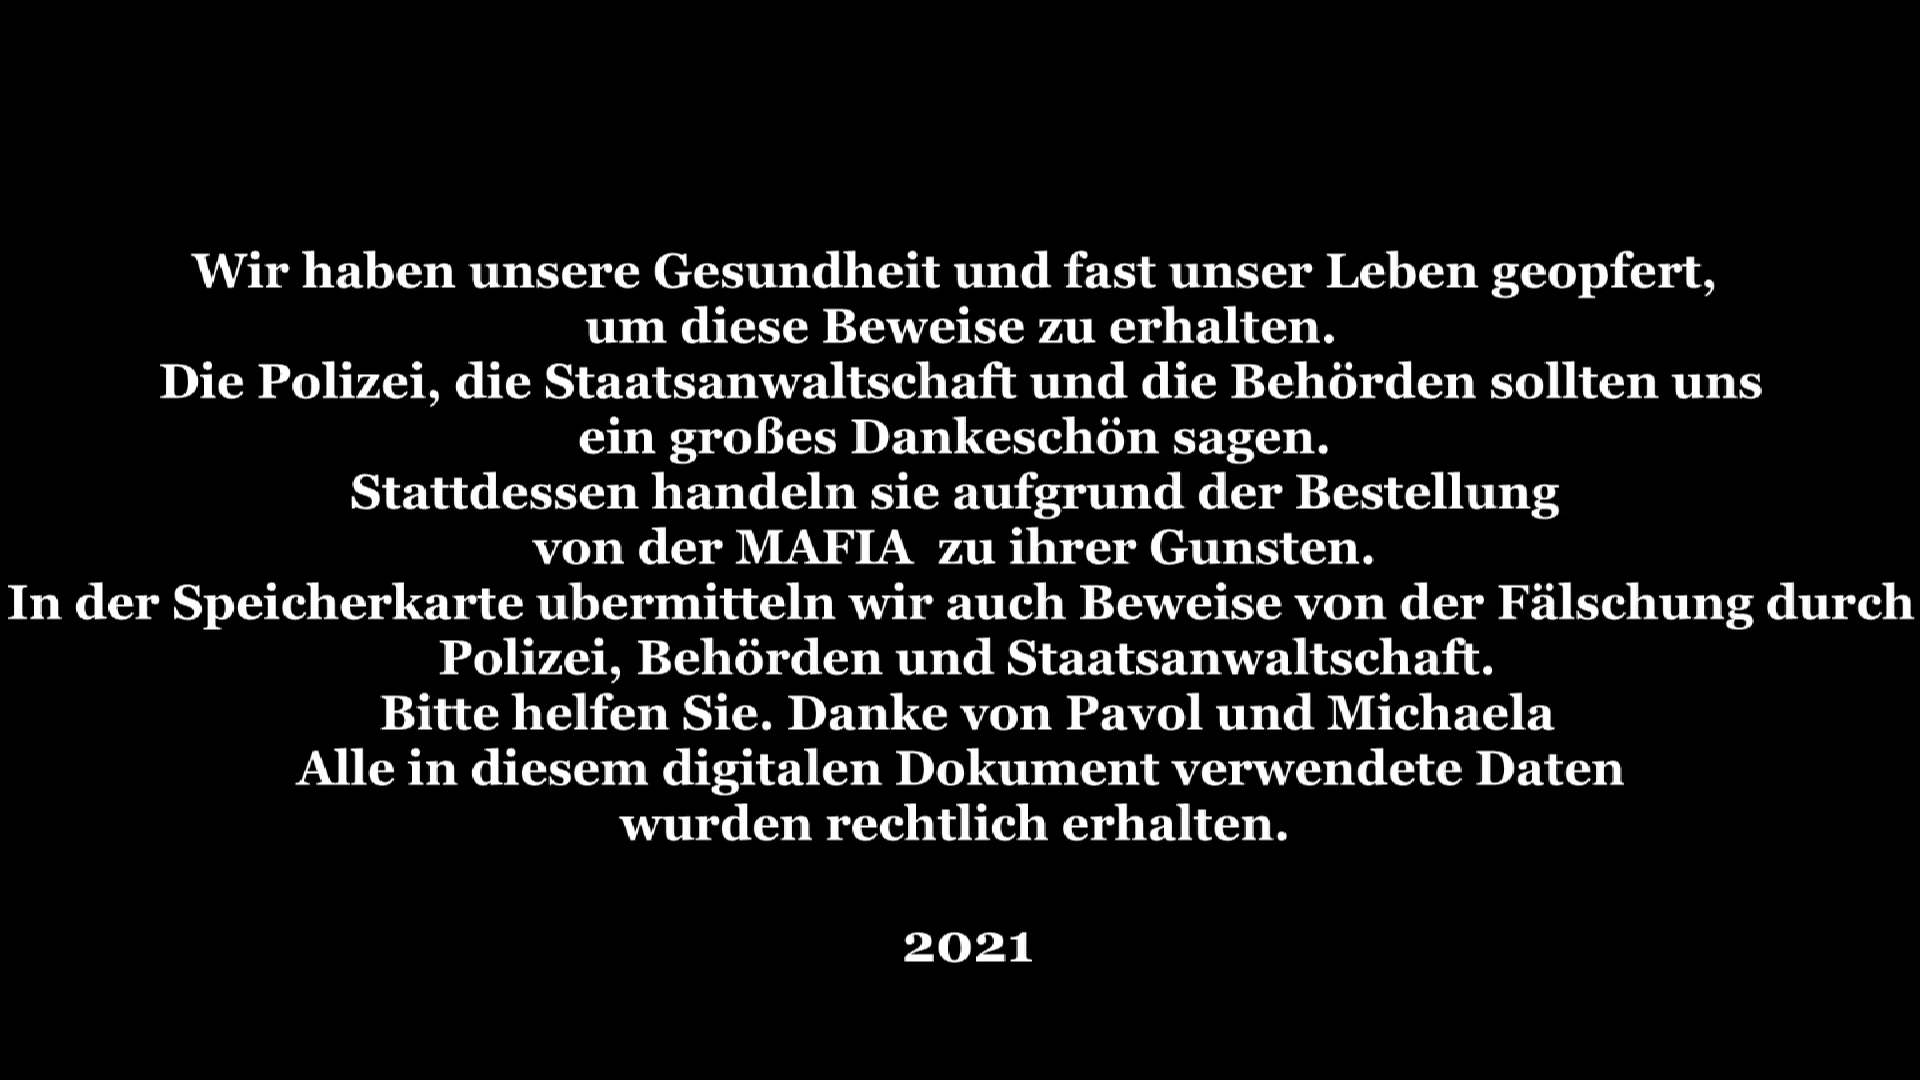 Wir haben unsere Gesundheit und fast unser Leben geopfert,
um diese Beweise zu erhalten.
Die Polizei, die Staatsanwaltschaft und die Behörden sollten uns
ein großes Dankeschön sagen.
Stattdessen handeln sie aufgrund der Bestellung
von der MAFIA  zu ihrer Gunsten.
In der Speicherkarte ubermitteln wir auch Beweise von der Fälschung durch
Polizei, Behörden und Staatsanwaltschaft.
Bitte helfen Sie. Danke von Pavol und Michaela
Alle in diesem digitalen Dokument verwendete Daten
wurden rechtlich erhalten.
2021